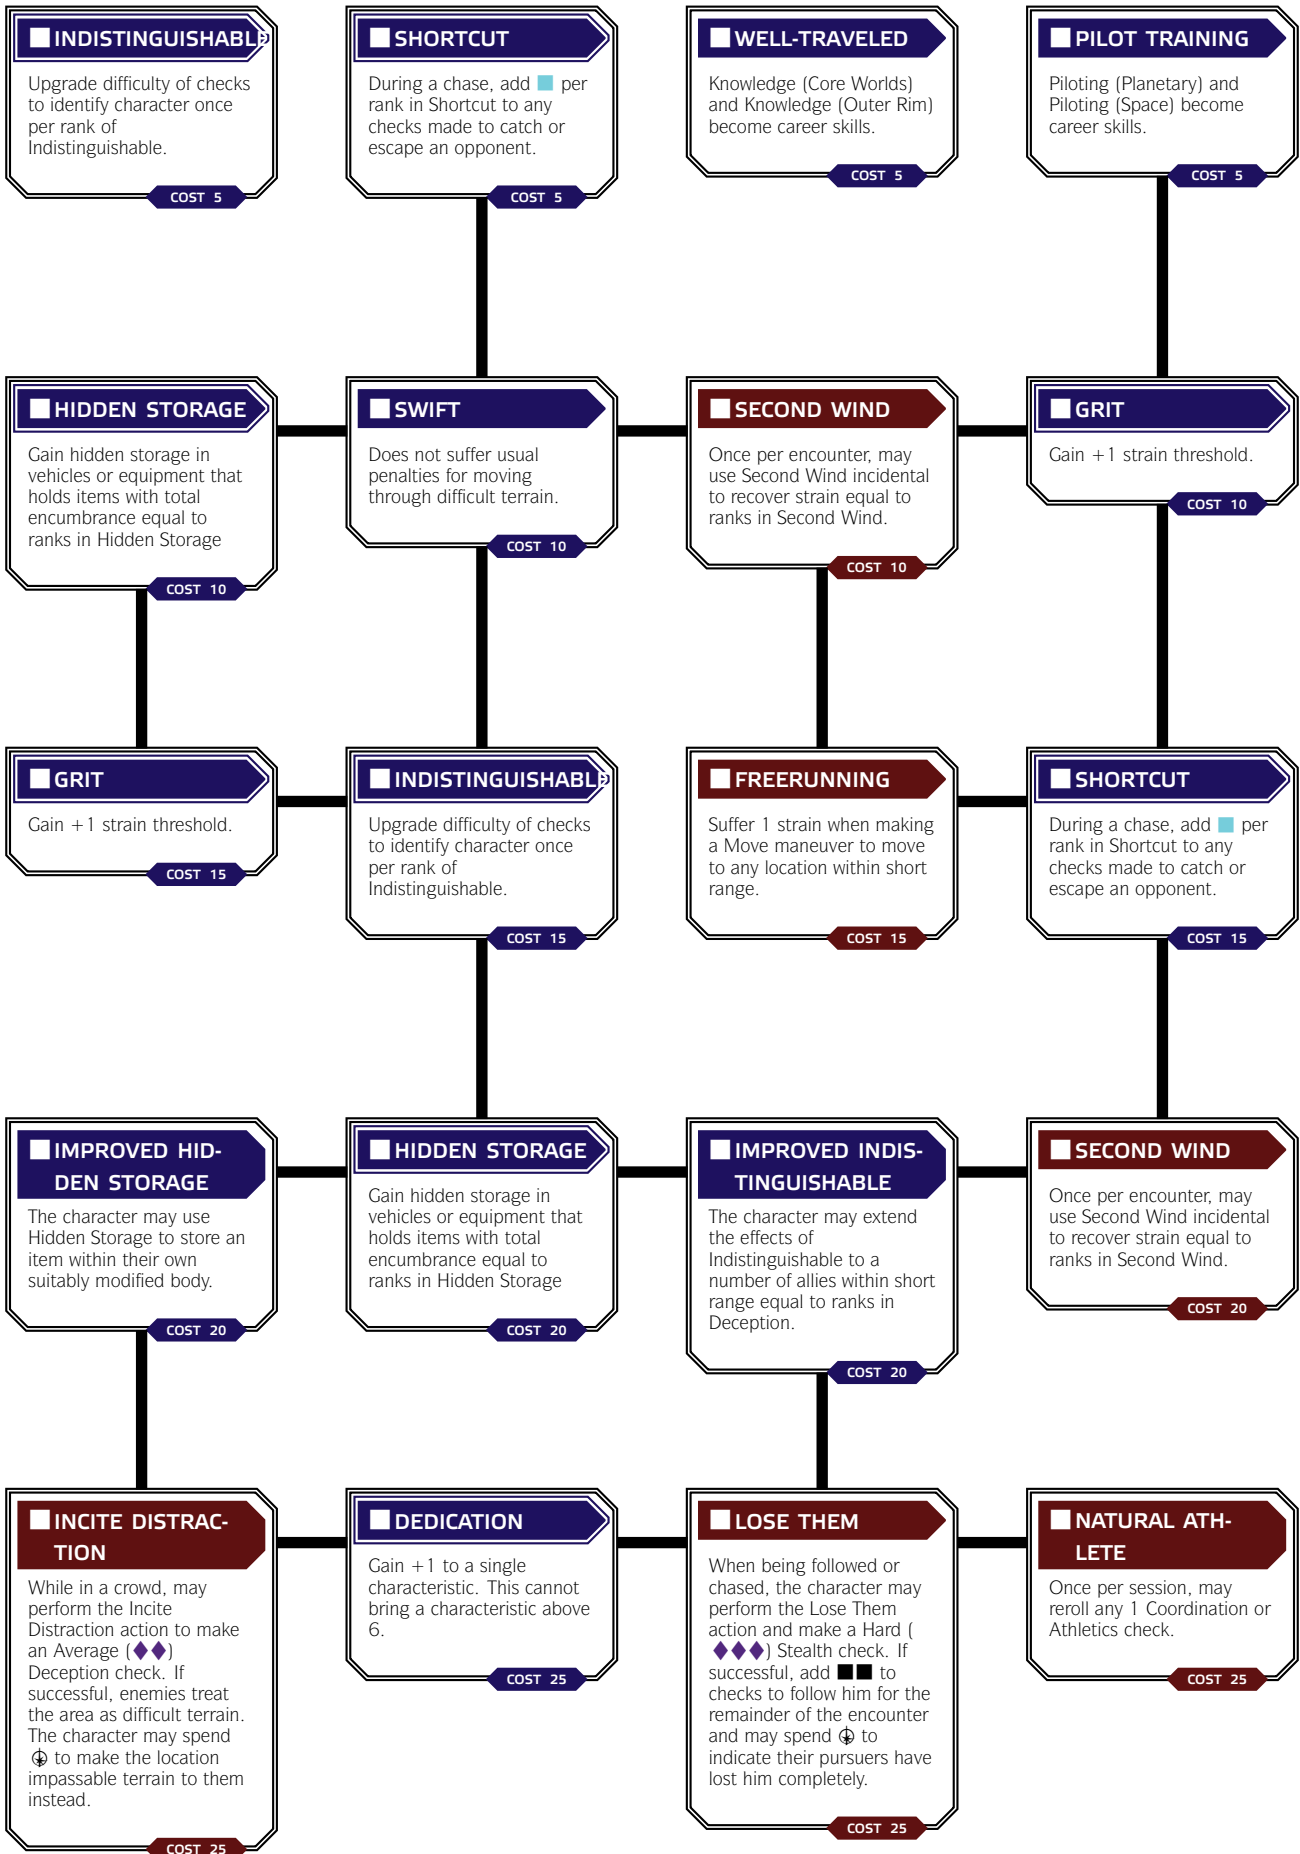 INDISTINGUISHABLE
Upgrade difficulty of checks
to identify character once
per rank of
Indistinguishable.
COST 5
SHORTCUT
During a chase, add per
rank in Shortcut to any
checks made to catch or
escape an opponent.
COST 5
WELL-TRAVELED
Knowledge (Core Worlds)
and Knowledge (Outer Rim)
become career skills.
COST 5
PILOT TRAINING
Piloting (Planetary) and
Piloting (Space) become
career skills.
COST 5
HIDDEN STORAGE
Gain hidden storage in
vehicles or equipment that
holds items with total
encumbrance equal to
ranks in Hidden Storage
COST 10
SWIFT
Does not suffer usual
penalties for moving
through difficult terrain.
COST 10
SECOND WIND
Once per encounter, may
use Second Wind incidental
to recover strain equal to
ranks in Second Wind.
COST 10
GRIT
Gain +1 strain threshold.
COST 10
GRIT
Gain +1 strain threshold.
COST 15
INDISTINGUISHABLE
Upgrade difficulty of checks
to identify character once
per rank of
Indistinguishable.
COST 15
FREERUNNING
Suffer 1 strain when making
a Move maneuver to move
to any location within short
range.
COST 15
SHORTCUT
During a chase, add per
rank in Shortcut to any
checks made to catch or
escape an opponent.
COST 15
IMPROVED HID-
DEN STORAGE
The character may use
Hidden Storage to store an
item within their own
suitably modified body.
COST 20
HIDDEN STORAGE
Gain hidden storage in
vehicles or equipment that
holds items with total
encumbrance equal to
ranks in Hidden Storage
COST 20
IMPROVED INDIS-
TINGUISHABLE
The character may extend
the effects of
Indistinguishable to a
number of allies within short
range equal to ranks in
Deception.
COST 20
SECOND WIND
Once per encounter, may
use Second Wind incidental
to recover strain equal to
ranks in Second Wind.
COST 20
INCITE DISTRAC-
TION
While in a crowd, may
perform the Incite
Distraction action to make
an Average (♦♦)
Deception check. If
successful, enemies treat
the area as difficult terrain.
The character may spend
to make the location
impassable terrain to them
instead.
COST 25
DEDICATION
Gain +1 to a single
characteristic. This cannot
bring a characteristic above
6.
COST 25
LOSE THEM
When being followed or
chased, the character may
perform the Lose Them
action and make a Hard (
♦♦♦) Stealth check. If
successful, add ■■ to
checks to follow him for the
remainder of the encounter
and may spend to
indicate their pursuers have
lost him completely.
COST 25
NATURAL ATH-
LETE
Once per session, may
reroll any 1 Coordination or
Athletics check.
COST 25